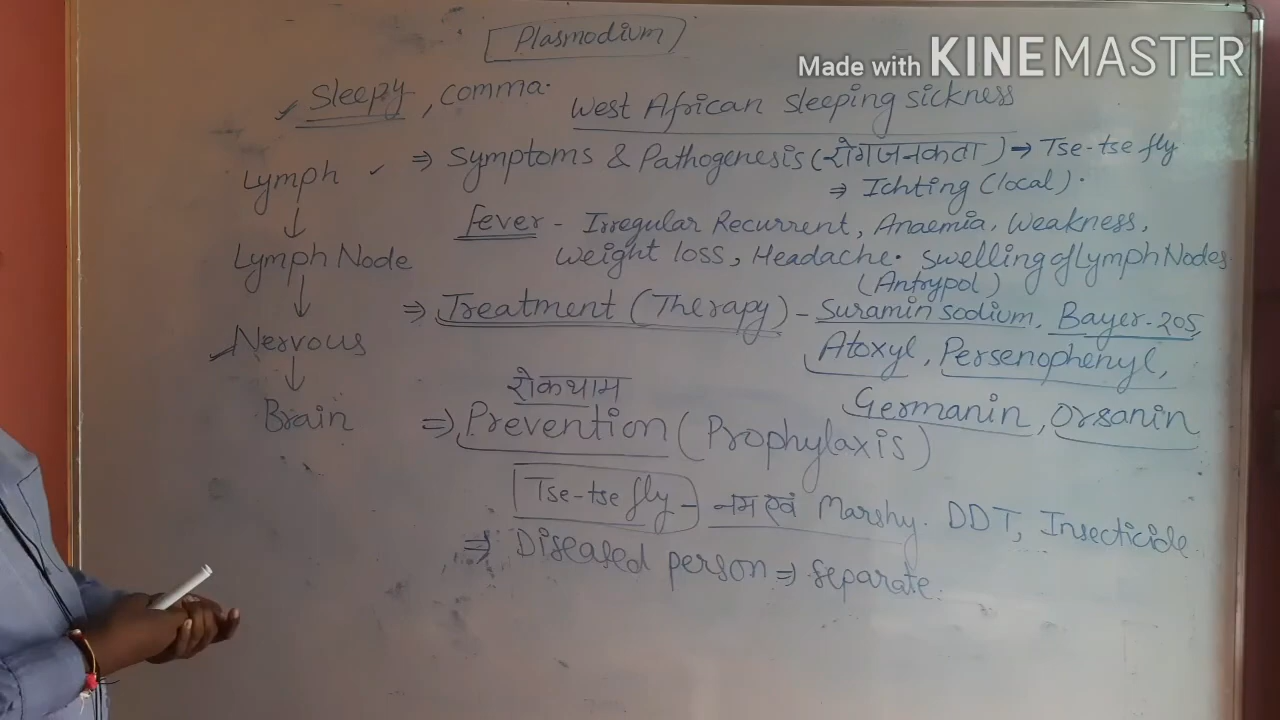 [Plasmodium]
Made with KINEMASTER
Sleepy, comma.
West African sleeping sickness
Lymph
↓
Lymph Node
↓
Nervous
↓
Brain
⇒ Symptoms & Pathogenesis (रोगजनकता) → Tse-tse fly
⇒ Ichting (local).
Fever - Irregular Recurrent, Anaemia, Weakness,
Weight loss, Headache. Swelling of Lymph Nodes.
(Antrypol)
⇒ Treatment (Therapy) - Suramin sodium, Bayer-205,
Atoxyl, Persenophenyl,
Germanin, Orsanin
रोकथाम
⇒ Prevention (Prophylaxis)
Tse-tse fly - नम एवं Marshy. DDT, Insecticide
⇒ Diseased person ⇒ separate.